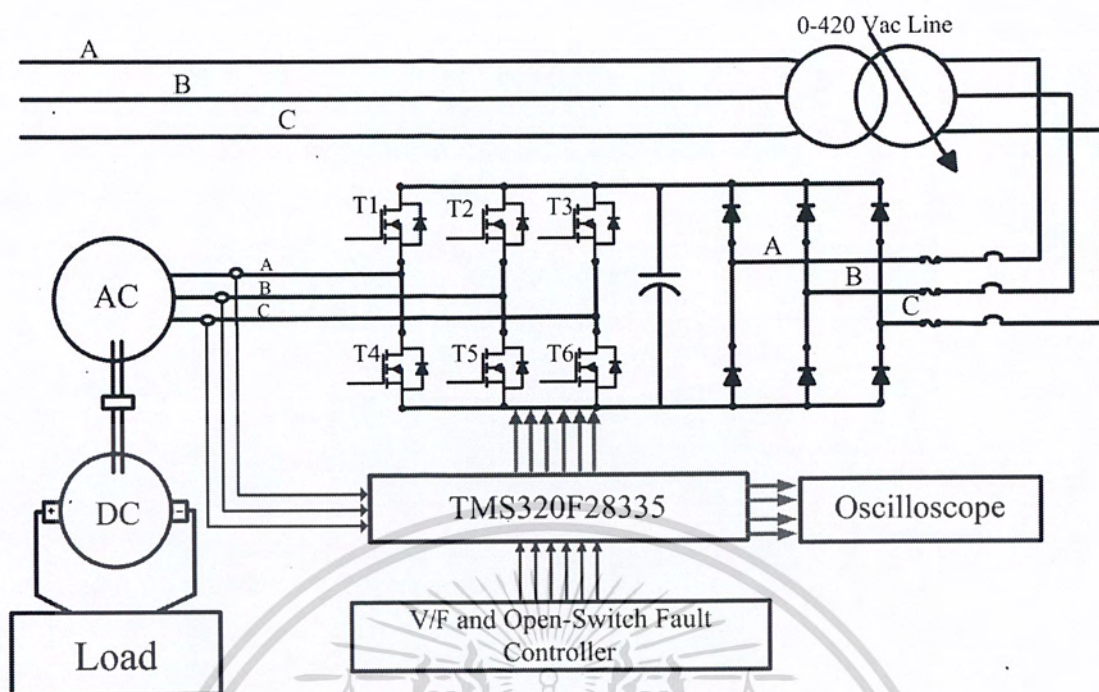 0-420 Vac Line
A
B
C
T1
T2
T3
A
B
C
A
B
C
AC
T4
T5
T6
+
DC
−
TMS320F28335
Oscilloscope
V/F and Open-Switch Fault
Controller
Load